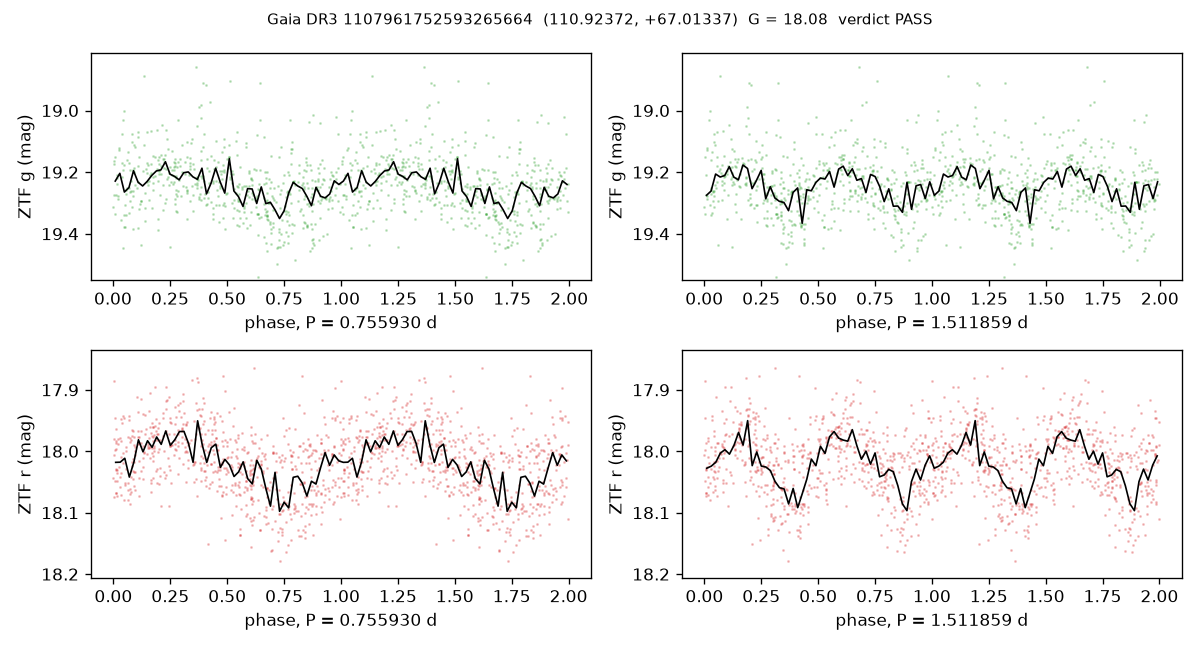 Gaia DR3 1107961752593265664 (110.92372, +67.01337) G = 18.08 verdict PASS
ZTF g (mag)
19.0
19.2
19.4
0.00 0.25 0.50 0.75 1.00 1.25 1.50 1.75 2.00
phase, P = 0.755930 d
ZTF g (mag)
19.0
19.2
19.4
0.00 0.25 0.50 0.75 1.00 1.25 1.50 1.75 2.00
phase, P = 1.511859 d
ZTF r (mag)
17.9
18.0
18.1
18.2
0.00 0.25 0.50 0.75 1.00 1.25 1.50 1.75 2.00
phase, P = 0.755930 d
ZTF r (mag)
17.9
18.0
18.1
18.2
0.00 0.25 0.50 0.75 1.00 1.25 1.50 1.75 2.00
phase, P = 1.511859 d